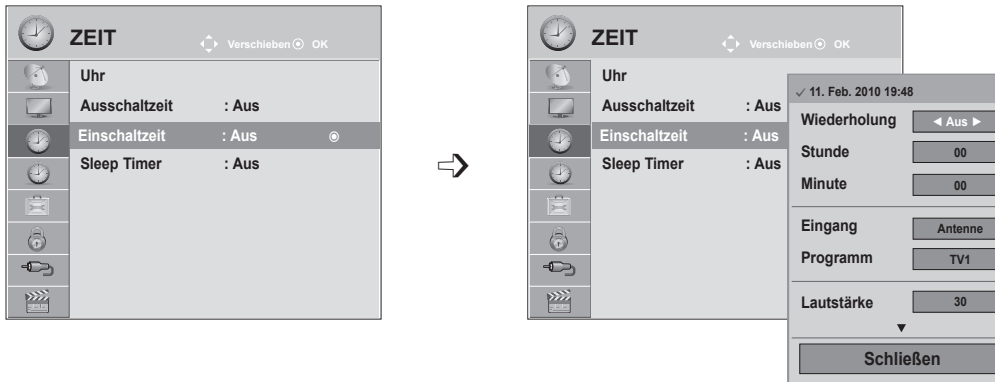 ZEIT
Verschieben OK
Uhr
Ausschaltzeit : Aus
Einschaltzeit : Aus
Sleep Timer : Aus
ZEIT
Verschieben OK
Uhr
Ausschaltzeit : Aus
Einschaltzeit : Aus
Sleep Timer : Aus
✓ 11. Feb. 2010 19:48
Wiederholung ◄ Aus ►
Stunde 00
Minute 00
Eingang Antenne
Programm TV1
Lautstärke 30
▼
Schließen